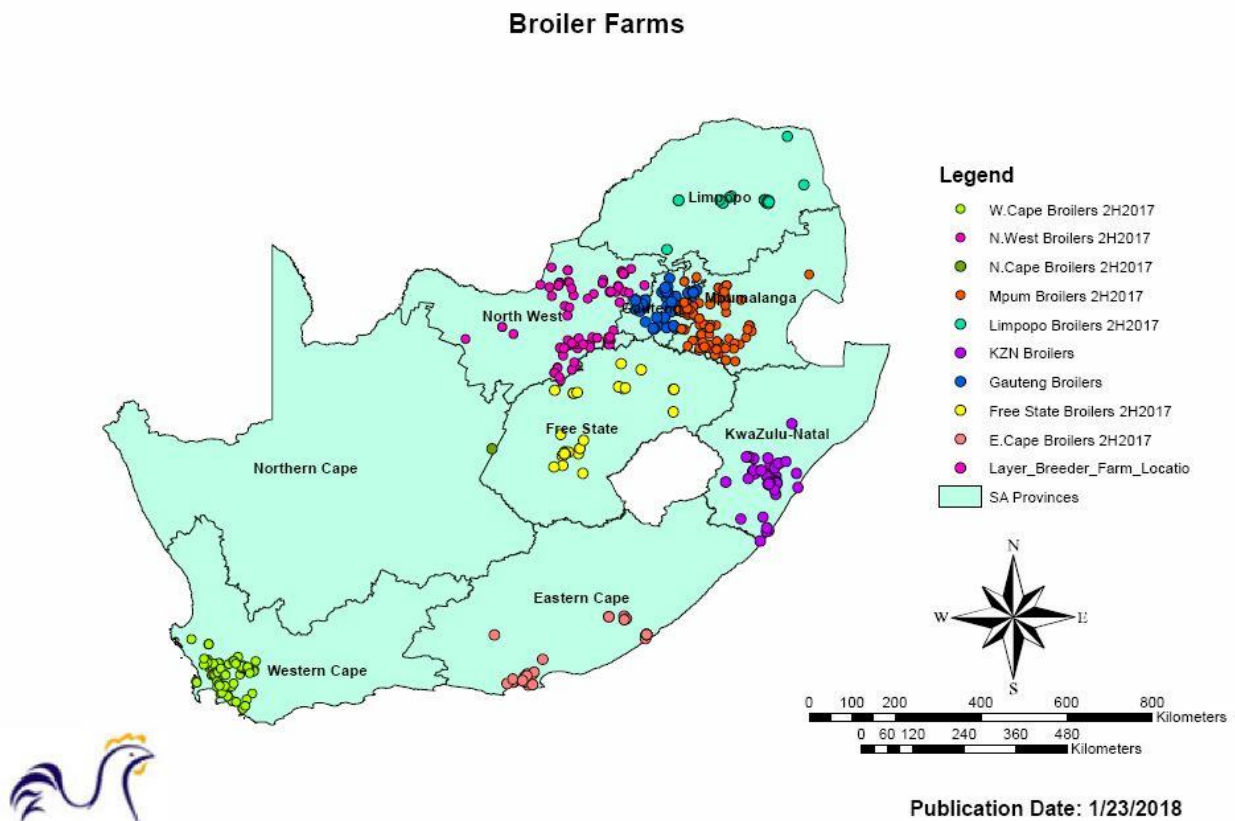 Broiler Farms
Limpopo
Mpumalanga
Gauteng
North West
Free State
KwaZulu-Natal
Northern Cape
Eastern Cape
Western Cape
Legend
W.Cape Broilers 2H2017
N.West Broilers 2H2017
N.Cape Broilers 2H2017
Mpum Broilers 2H2017
Limpopo Broilers 2H2017
KZN Broilers
Gauteng Broilers
Free State Broilers 2H2017
E.Cape Broilers 2H2017
Layer_Breeder_Farm_Locatio
SA Provinces
N
W E
S
0 100 200 400 600 800
Kilometers
0 60 120 240 360 480
Kilometers
Publication Date: 1/23/2018